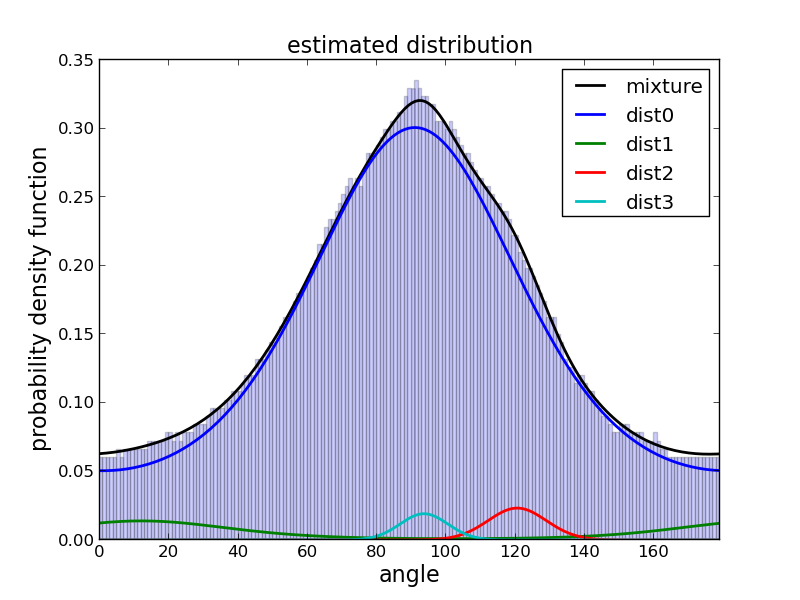 estimated distribution
probability density function
0.35
0.30
0.25
0.20
0.15
0.10
0.05
0.00
mixture
dist0
dist1
dist2
dist3
0 20 40 60 80 100 120 140 160
angle